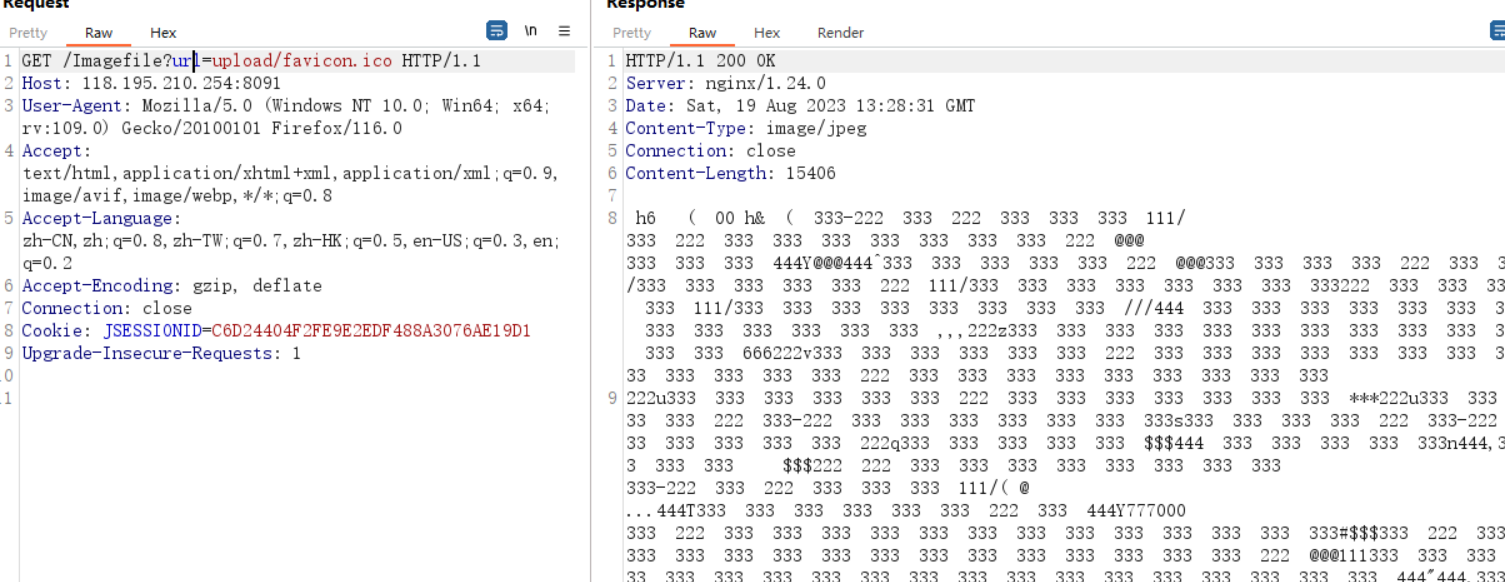 Request
Pretty Raw Hex \n
1 GET /Imagefile?url=upload/favicon.ico HTTP/1.1
2 Host: 118.195.210.254:8091
3 User-Agent: Mozilla/5.0 (Windows NT 10.0; Win64; x64;
rv:109.0) Gecko/20100101 Firefox/116.0
4 Accept:
text/html,application/xhtml+xml,application/xml;q=0.9,
image/avif,image/webp,*/*;q=0.8
5 Accept-Language:
zh-CN,zh;q=0.8,zh-TW;q=0.7,zh-HK;q=0.5,en-US;q=0.3,en;
q=0.2
6 Accept-Encoding: gzip, deflate
7 Connection: close
8 Cookie: JSESSIONID=C6D24404F2FE9E2EDF488A3076AE19D1
9 Upgrade-Insecure-Requests: 1
10
11
Response
Pretty Raw Hex Render
1 HTTP/1.1 200 OK
2 Server: nginx/1.24.0
3 Date: Sat, 19 Aug 2023 13:28:31 GMT
4 Content-Type: image/jpeg
5 Connection: close
6 Content-Length: 15406
7
8 h6 ( 00 h& ( 333-222 333 222 333 333 333 111/
333 222 333 333 333 333 333 333 222 @@@
333 333 333 444Y@@@444^333 333 333 333 333 222 @@@333 333 333 333 222 333
/333 333 333 333 333 222 111/333 333 333 333 333 333 333 333222 333 333
333 111/333 333 333 333 333 333 333 333 ///444 333 333 333 333 333 333
333 333 333 333 333 333 ,,,222z333 333 333 333 333 333 333 333 333 333
333 333 666222v333 333 333 333 333 333 222 333 333 333 333 333 333 333
33 333 333 333 333 222 333 333 333 333 333 333 333 333 333
9 222u333 333 333 333 333 333 222 333 333 333 333 333 333 333 ***222u333 333
33 333 222 333-222 333 333 333 333 333 333 333s333 333 333 333 222 333-222
33 333 333 333 333 222q333 333 333 333 333 $$$444 333 333 333 333 333n444,3
3 333 333 $$$222 222 333 333 333 333 333 333 333 333
333-222 333 222 333 333 333 111/( @
...444T333 333 333 333 333 333 222 333 444Y777000
333 222 333 333 333 333 333 333 333 333 333 333 333 333 333#$$$333 222 333
333 333 333 333 333 333 333 333 333 333 333 333 333 222 @@@111333 333 333